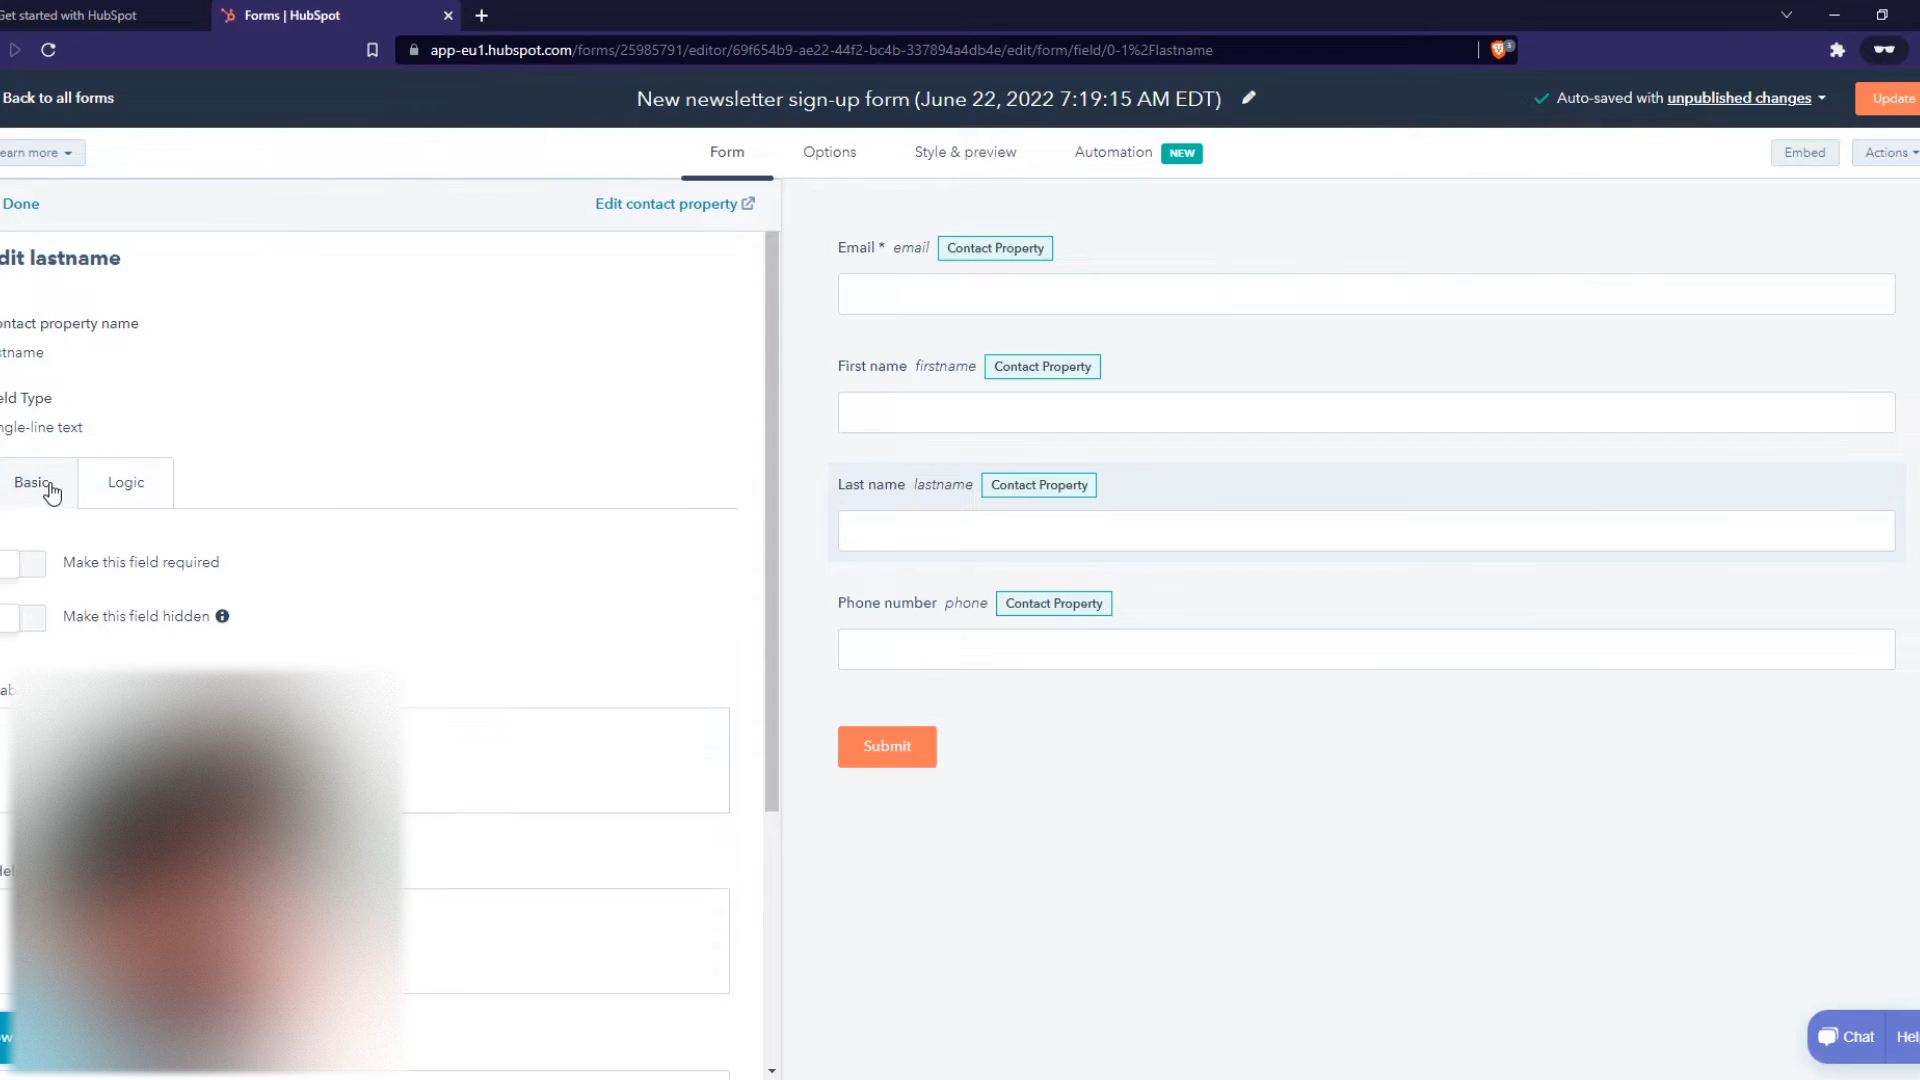 Get started with HubSpot
Forms | HubSpot
app-eu1.hubspot.com/forms/25985791/editor/69f654b9-ae22-44f2-bc4b-337894a4db4e/edit/form/field/0-1%2Flastname
3
Back to all forms
New newsletter sign-up form (June 22, 2022 7:19:15 AM EDT)
Auto-saved with unpublished changes
Update
earn more
Form
Options
Style & preview
Automation NEW
Embed
Actions
Done
Edit contact property
dit lastname
ontact property name
stname
eld Type
ngle-line text
Basic
Logic
Make this field required
Make this field hidden
Email * email Contact Property
First name firstname Contact Property
Last name lastname Contact Property
Phone number phone Contact Property
Submit
Chat
Hel